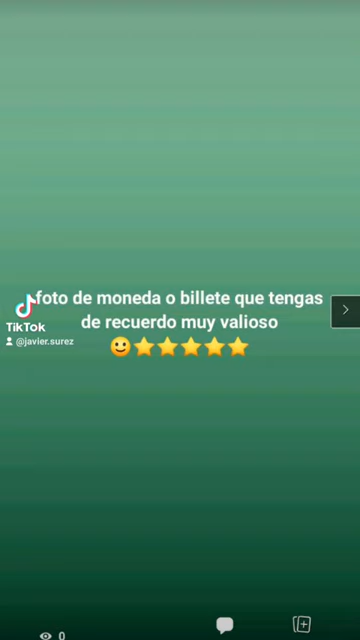 foto de moneda o billete que tengas
de recuerdo muy valioso
🙂⭐⭐⭐⭐⭐
TikTok
@javier.surez
0